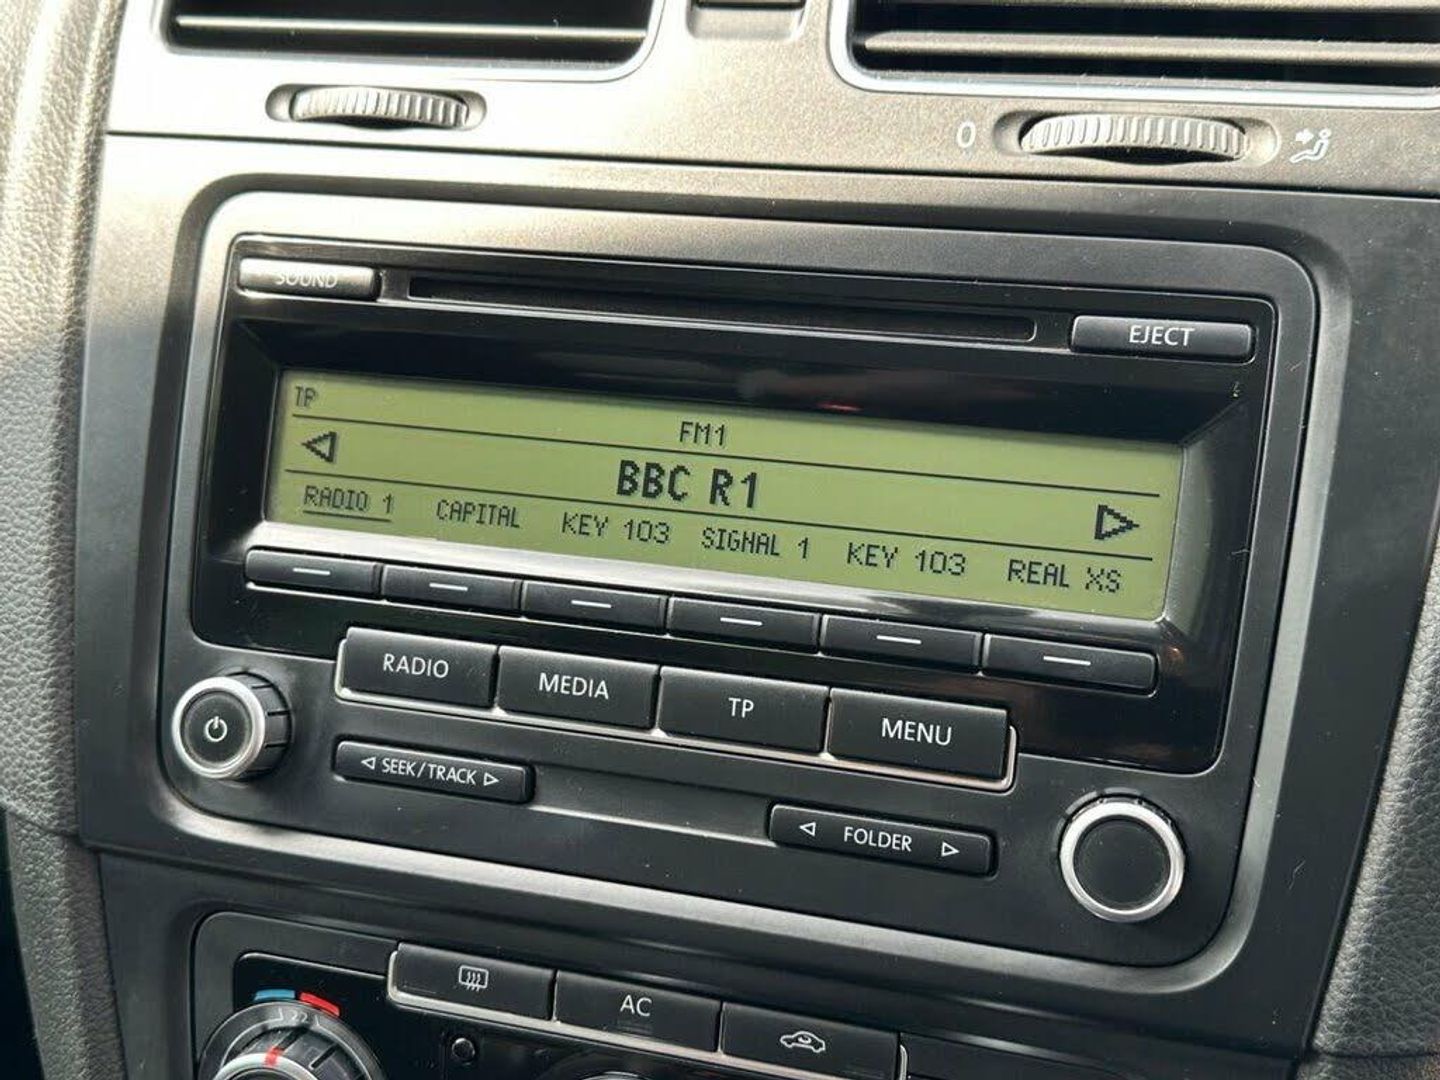 0
SOUND
EJECT
TP
FM1
BBC R1
RADIO 1 CAPITAL KEY 103 SIGNAL 1 KEY 103 REAL XS
RADIO MEDIA TP MENU
SEEK/TRACK
FOLDER
AC
22